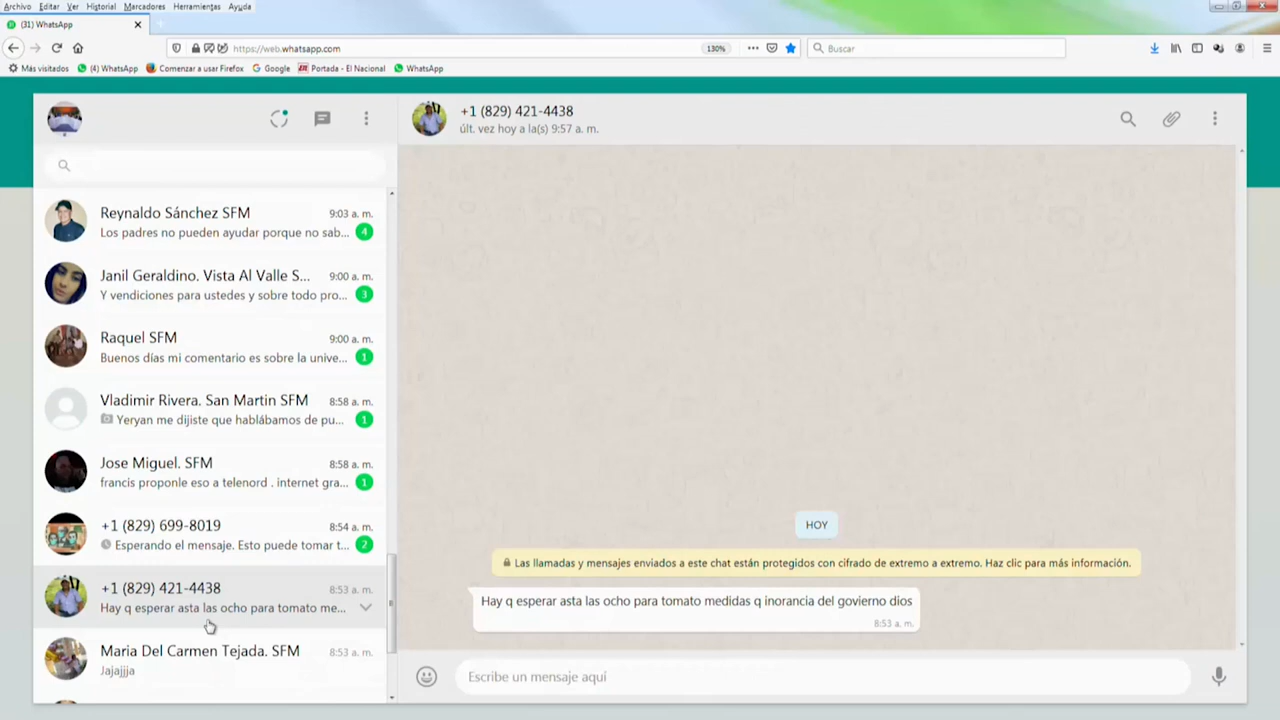 Archivo Editar Ver Historial Marcadores Herramientas Ayuda
(31) WhatsApp
https://web.whatsapp.com
130%
Buscar
Más visitados (4) WhatsApp Comenzar a usar Firefox Google Portada - El Nacional WhatsApp
+1 (829) 421-4438
últ. vez hoy a la(s) 9:57 a. m.
Reynaldo Sánchez SFM 9:03 a. m.
Los padres no pueden ayudar porque no sab... 4
Janil Geraldino. Vista Al Valle S... 9:00 a. m.
Y vendiciones para ustedes y sobre todo pro... 3
Raquel SFM 9:00 a. m.
Buenos días mi comentario es sobre la unive... 1
Vladimir Rivera. San Martin SFM 8:58 a. m.
Yeryan me dijiste que hablábamos de pu... 1
Jose Miguel. SFM 8:58 a. m.
francis proponle eso a telenord . internet gra... 1
+1 (829) 699-8019 8:54 a. m.
Esperando el mensaje. Esto puede tomar t... 2
+1 (829) 421-4438 8:53 a. m.
Hay q esperar asta las ocho para tomato me...
Maria Del Carmen Tejada. SFM 8:53 a. m.
Jajajjja
HOY
Las llamadas y mensajes enviados a este chat están protegidos con cifrado de extremo a extremo. Haz clic para más información.
Hay q esperar asta las ocho para tomato medidas q inorancia del govierno dios
8:53 a. m.
Escribe un mensaje aquí